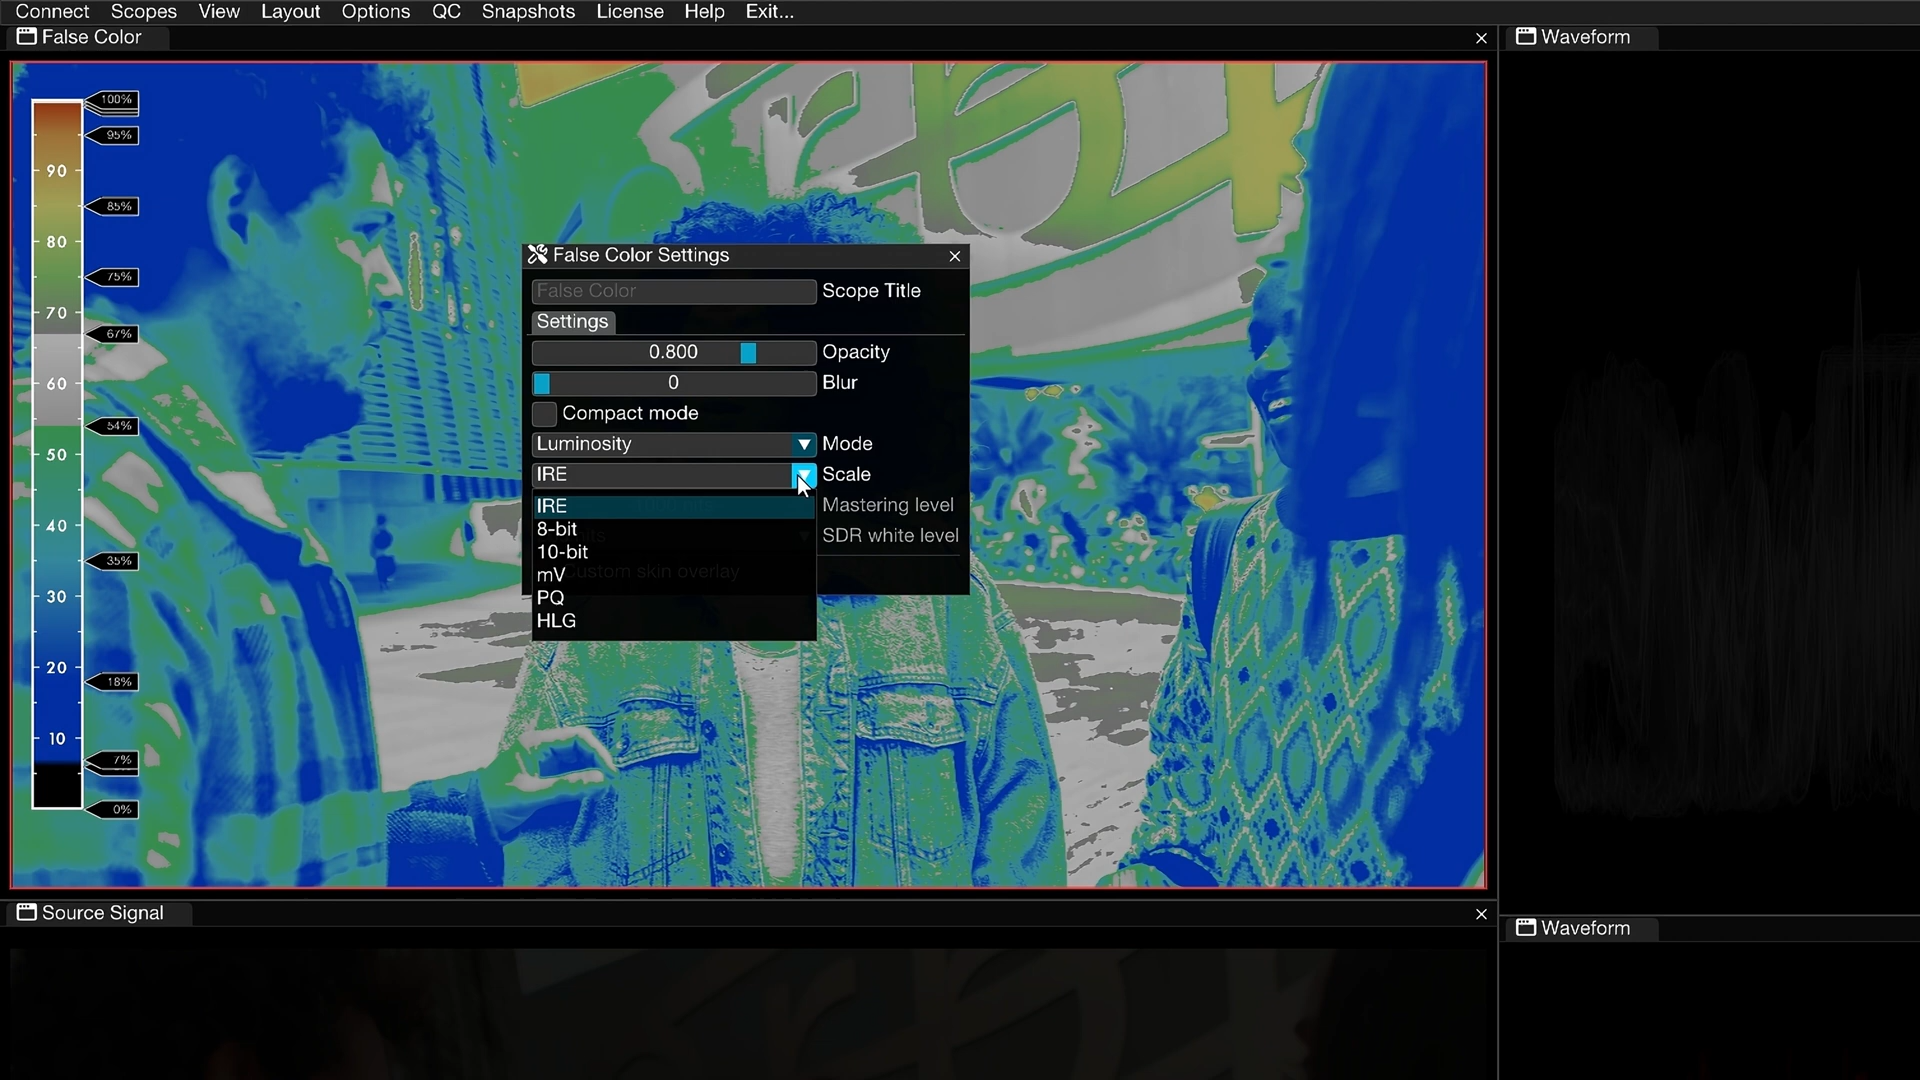 Connect Scopes View Layout Options QC Snapshots License Help Exit...
False Color
Waveform
100%
95%
90
85%
80
75%
70
67%
60
54%
50
40
35%
30
20
18%
10
7%
0%
False Color Settings
False Color Scope Title
Settings
0.800 Opacity
0 Blur
Compact mode
Luminosity Mode
IRE Scale
IRE
Mastering level
8-bit
SDR white level
10-bit
mV
custom skin overlay
PQ
HLG
Source Signal
Waveform